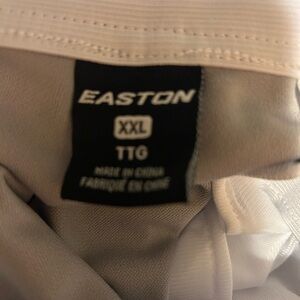 EASTON
XXL
TTG
MADE IN CHINA
FABRIQUÉ EN CHINE